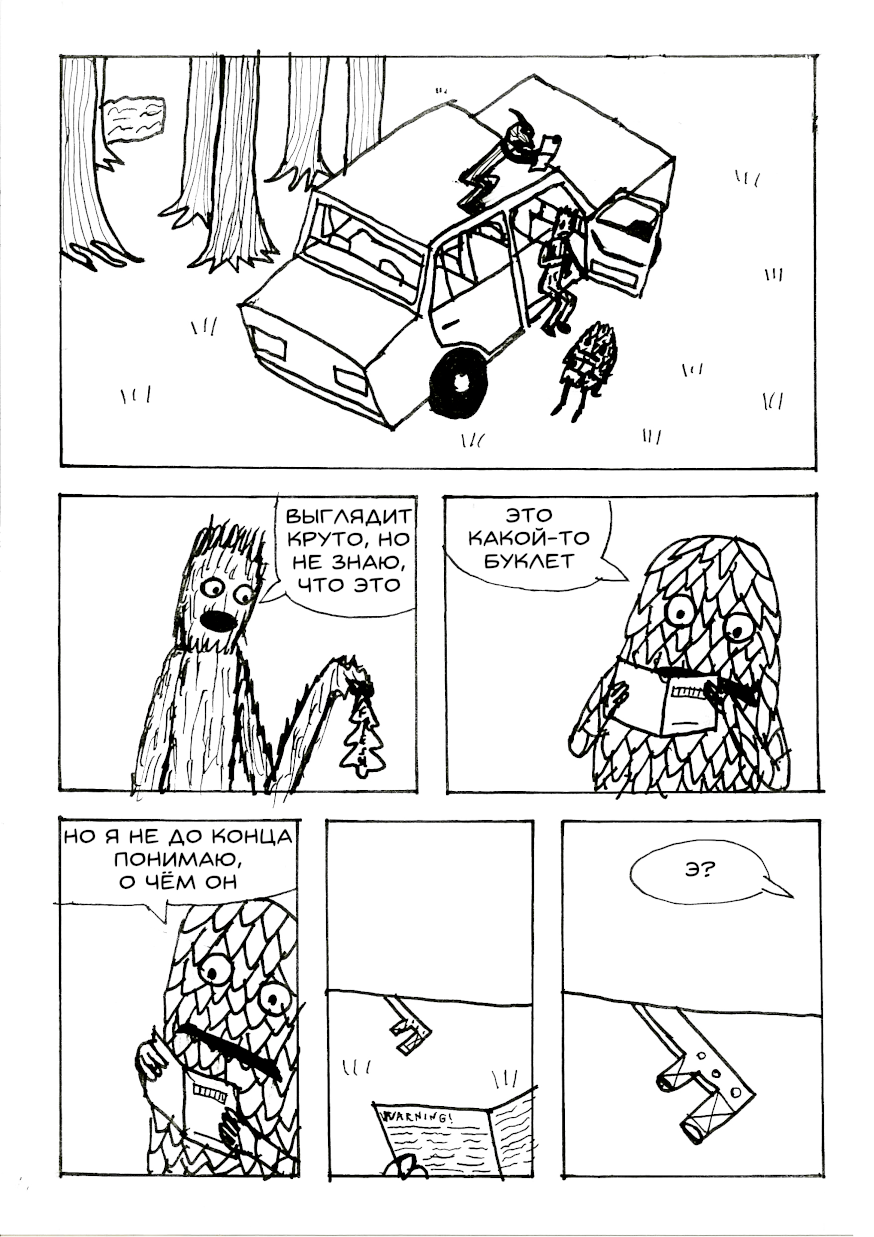 ВЫГЛЯДИТ
КРУТО, НО
НЕ ЗНАЮ,
ЧТО ЭТО
ЭТО
КАКОЙ-ТО
БУКЛЕТ
НО Я НЕ ДО КОНЦА
ПОНИМАЮ,
О ЧЁМ ОН
WARNING!
Э?